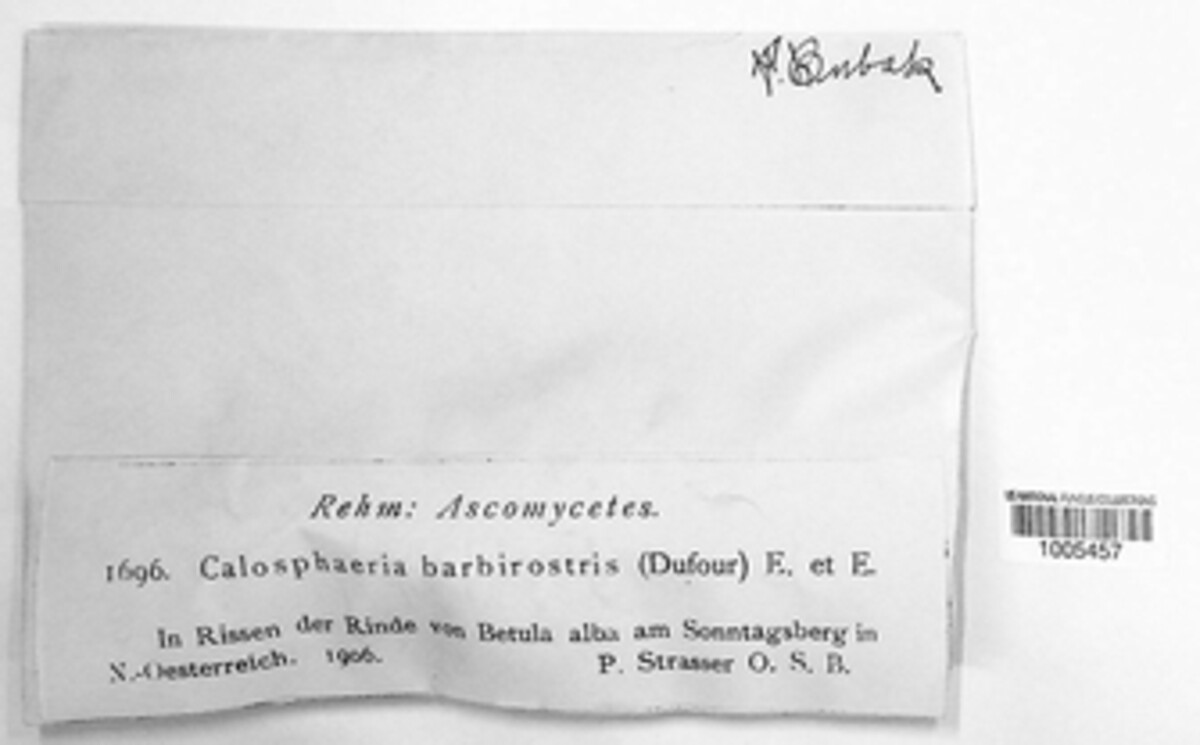 Bubak
Rehm: Ascomycetes.
1696. Calosphaeria barbirostris (Dufour) E. et E.
In Rissen der Rinde von Betula alba am Sonntagsberg in
N.-Oesterreich. 1906. P. Strasser O. S. B.
1005457